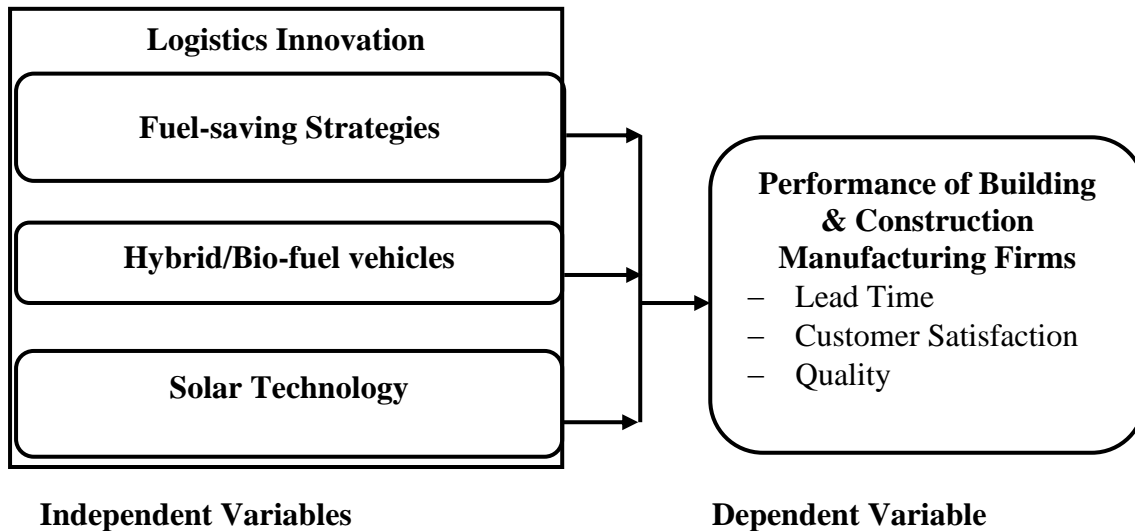 Logistics Innovation
Fuel-saving Strategies
Hybrid/Bio-fuel vehicles
Solar Technology
Performance of Building
& Construction
Manufacturing Firms
– Lead Time
– Customer Satisfaction
– Quality
Independent Variables
Dependent Variable